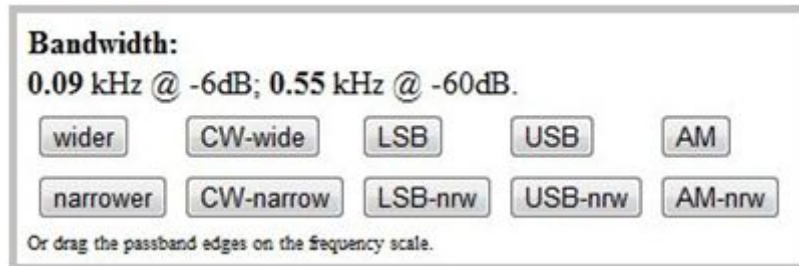 Bandwidth:
0.09 kHz @ -6dB; 0.55 kHz @ -60dB.
wider CW-wide LSB USB AM
narrower CW-narrow LSB-nrw USB-nrw AM-nrw
Or drag the passband edges on the frequency scale.